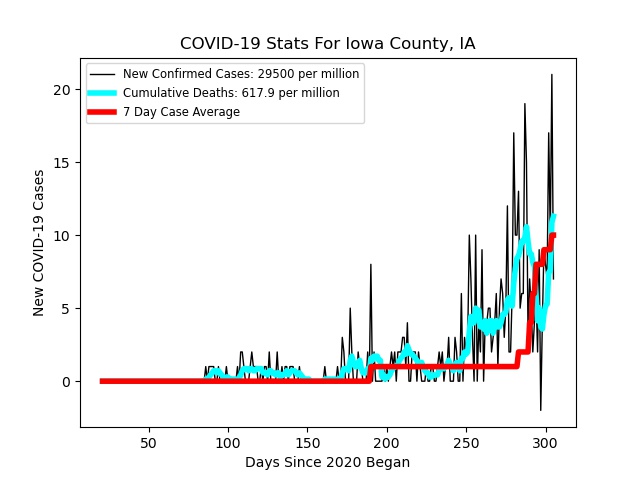 COVID-19 Stats For Iowa County, IA
New Confirmed Cases: 29500 per million
Cumulative Deaths: 617.9 per million
7 Day Case Average
New COVID-19 Cases
20
15
10
5
0
50 100 150 200 250 300
Days Since 2020 Began